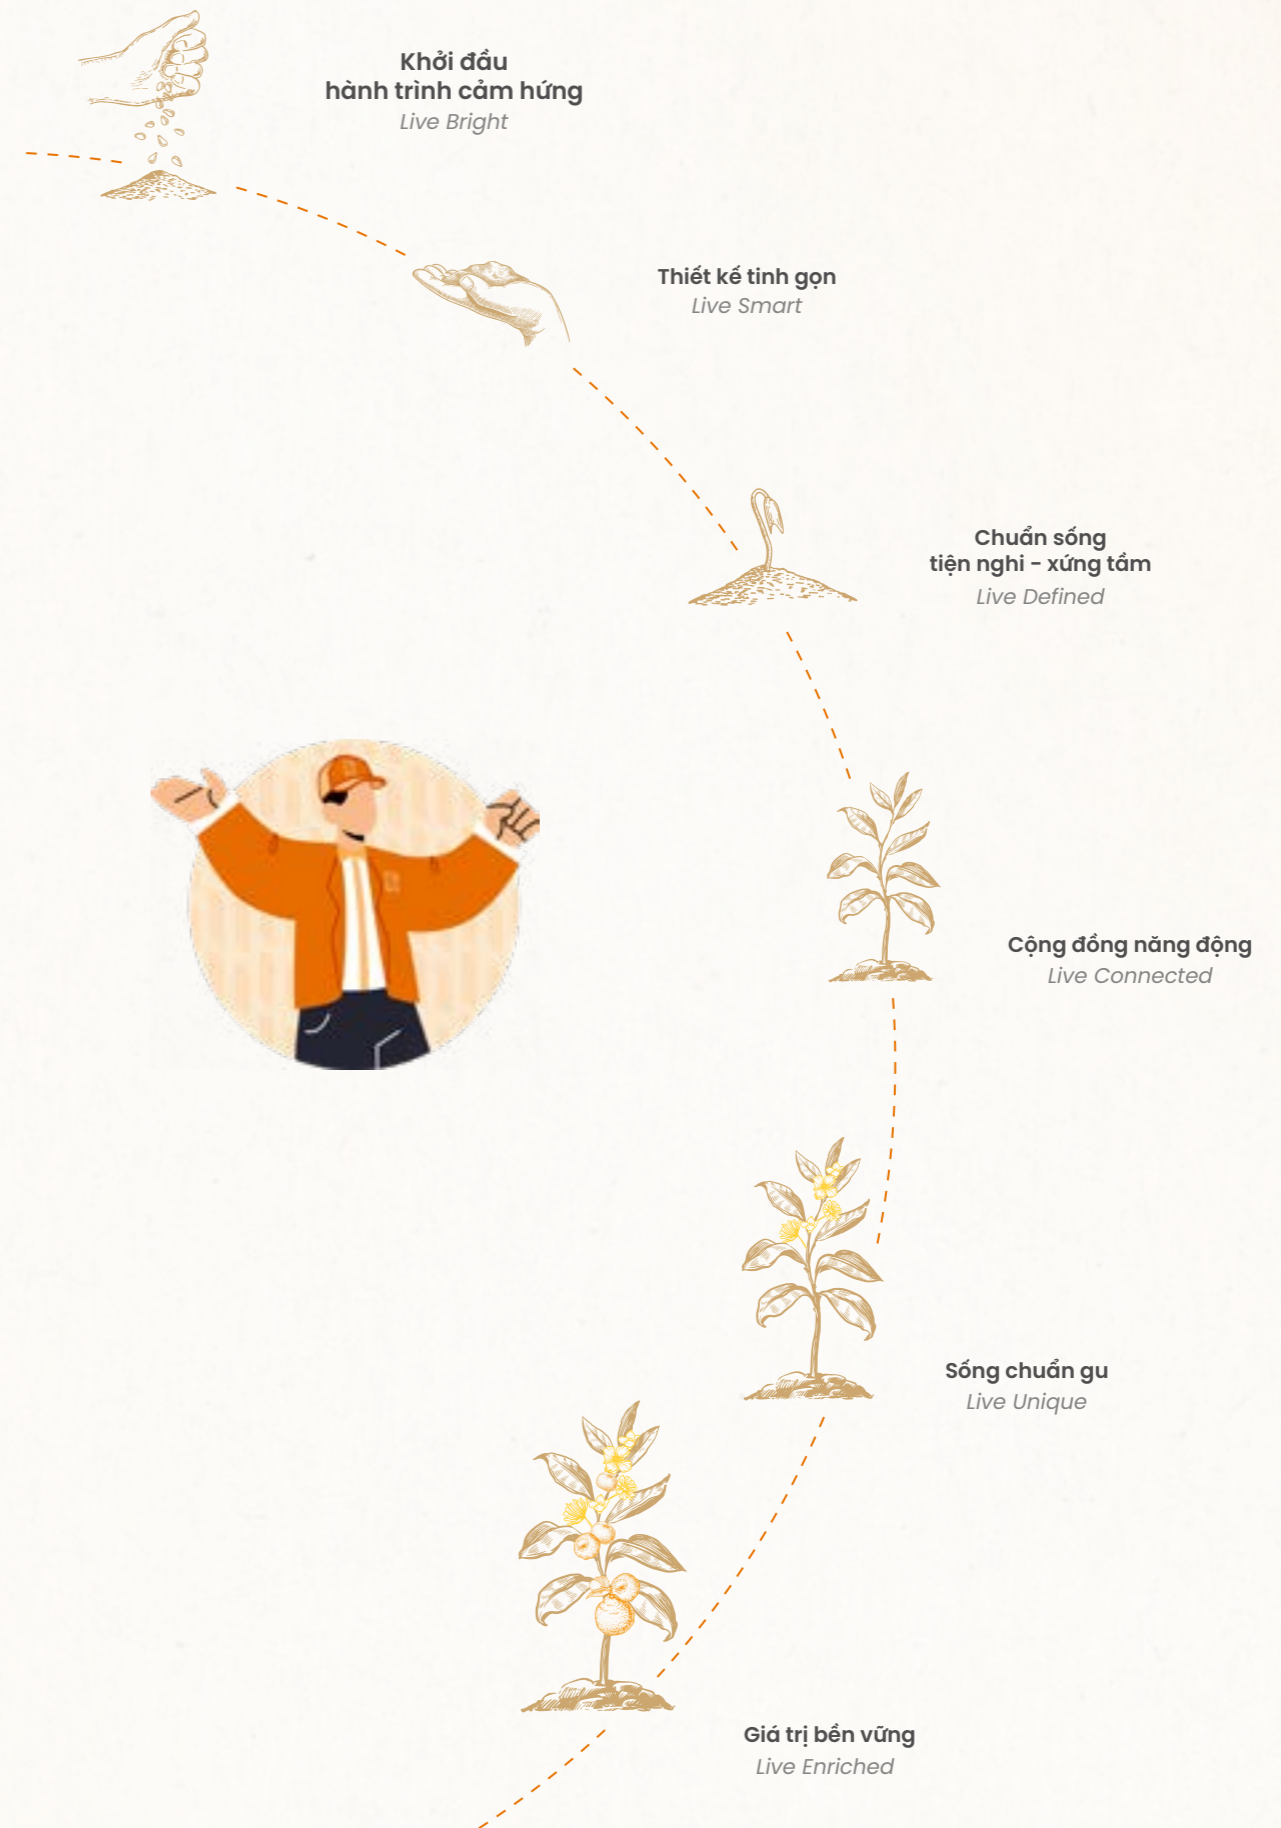 Khởi đầu
hành trình cảm hứng
Live Bright
Thiết kế tinh gọn
Live Smart
Chuẩn sống
tiện nghi - xứng tầm
Live Defined
Cộng đồng năng động
Live Connected
Sống chuẩn gu
Live Unique
Giá trị bền vững
Live Enriched